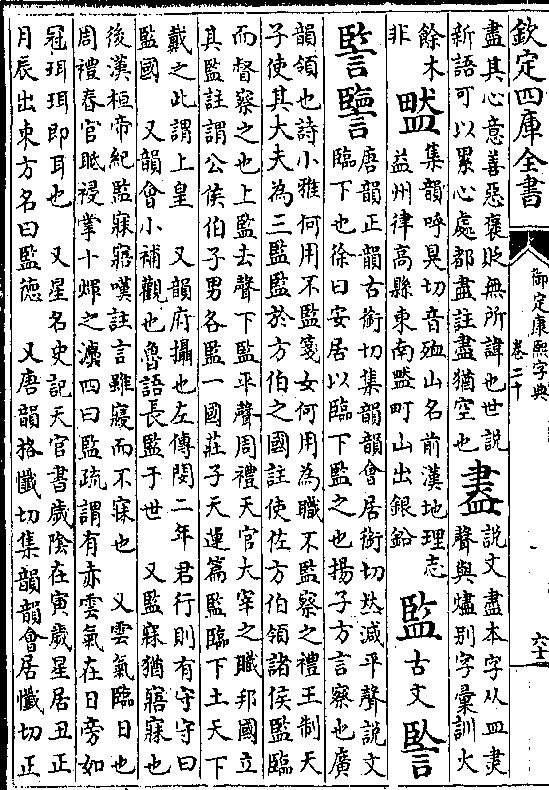 欽定四庫全書
御定康熙字典
卷二十
六十
盡其心意善惡褒貶無所諱也世說
新語可以累心處都盡註盡猶空也
𥁞
說文盡本字从皿㶳
聲與燼別字彙訓火
餘木
非
㿼
集韻呼㫤切音殈山名前漢地理志
益州律高縣東南㿼町山出銀鉛
監
古文
䛓
唐韻正韻古銜切集韻韻會居銜切𠀤減平聲說文
臨下也徐曰安居以臨下監之也揚子方言察也廣
韻領也詩小雅何用不監箋女何用為職不監察之禮王制天
子使其大夫為三監監於方伯之國註使佐方伯領諸侯監臨
而督察之也上監去聲下監平聲周禮天官大宰之職邦國立
其監註謂公侯伯子男各監一國莊子天運篇監臨下土天下
戴之此謂上皇 又韻府攝也左傳閔二年君行則有守守曰
監國 又韻會小補觀也魯語長監于世 又監寐猶寤寐也
後漢桓帝紀監寐寤嘆註言雖寢而不寐也 又雲氣臨日也
周禮春官眡祲掌十煇之灋四曰監疏謂有赤雲氣在日旁如
冠珥珥即耳也 又星名史記天官書歲陰在寅歲星居丑正
月辰出東方名曰監德 又唐韻格懺切集韻韻會居懺切正